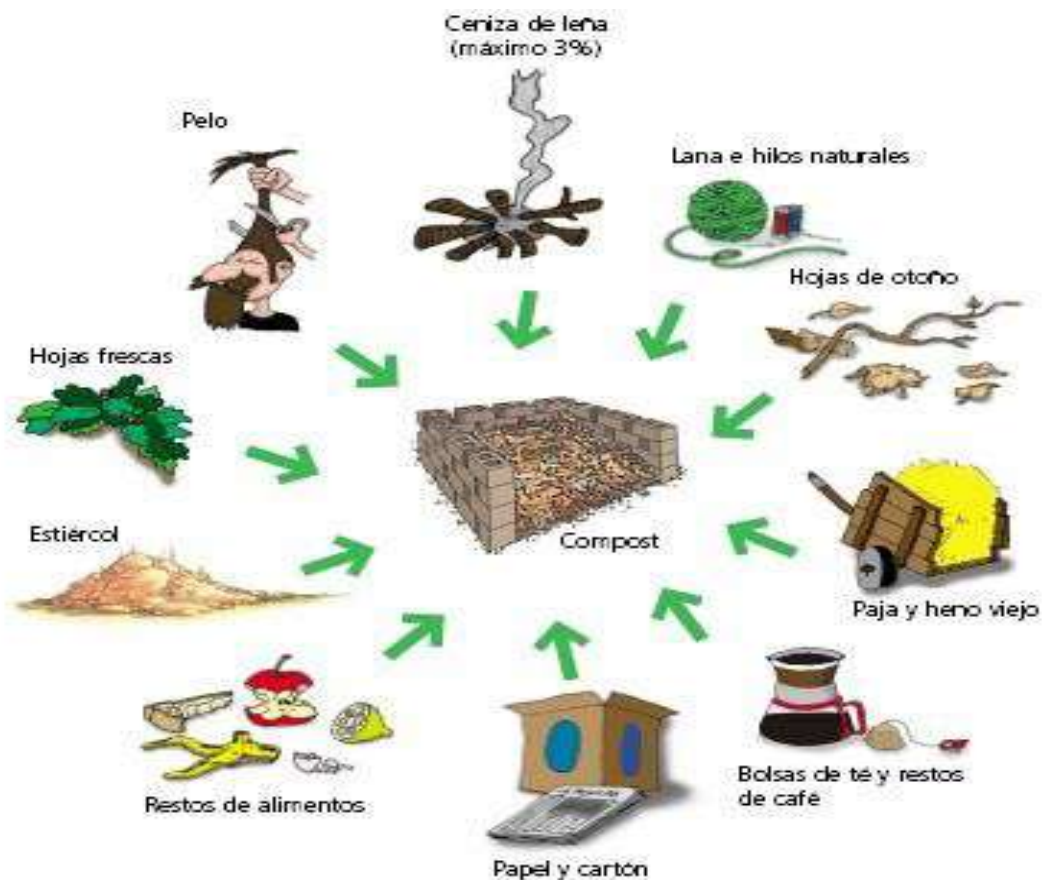 Ceniza de leña
(máximo 3%)
Pelo
Lana e hilos naturales
Hojas de otoño
Hojas frescas
Compost
Estiércol
Paja y heno viejo
Restos de alimentos
Bolsas de té y restos
de café
Papel y cartón